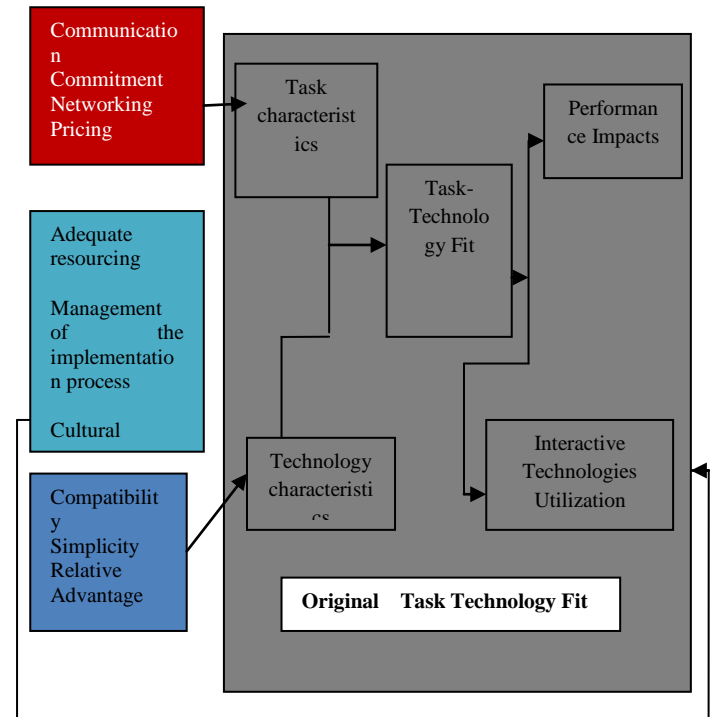 Communicatio
n
Commitment
Networking
Pricing
Adequate
resourcing
Management
of the
implementatio
n process
Cultural
Compatibilit
y
Simplicity
Relative
Advantage
Task
characterist
ics
Technology
characteristi
cs
Task-
Technolo
gy Fit
Performan
ce Impacts
Interactive
Technologies
Utilization
Original Task Technology Fit